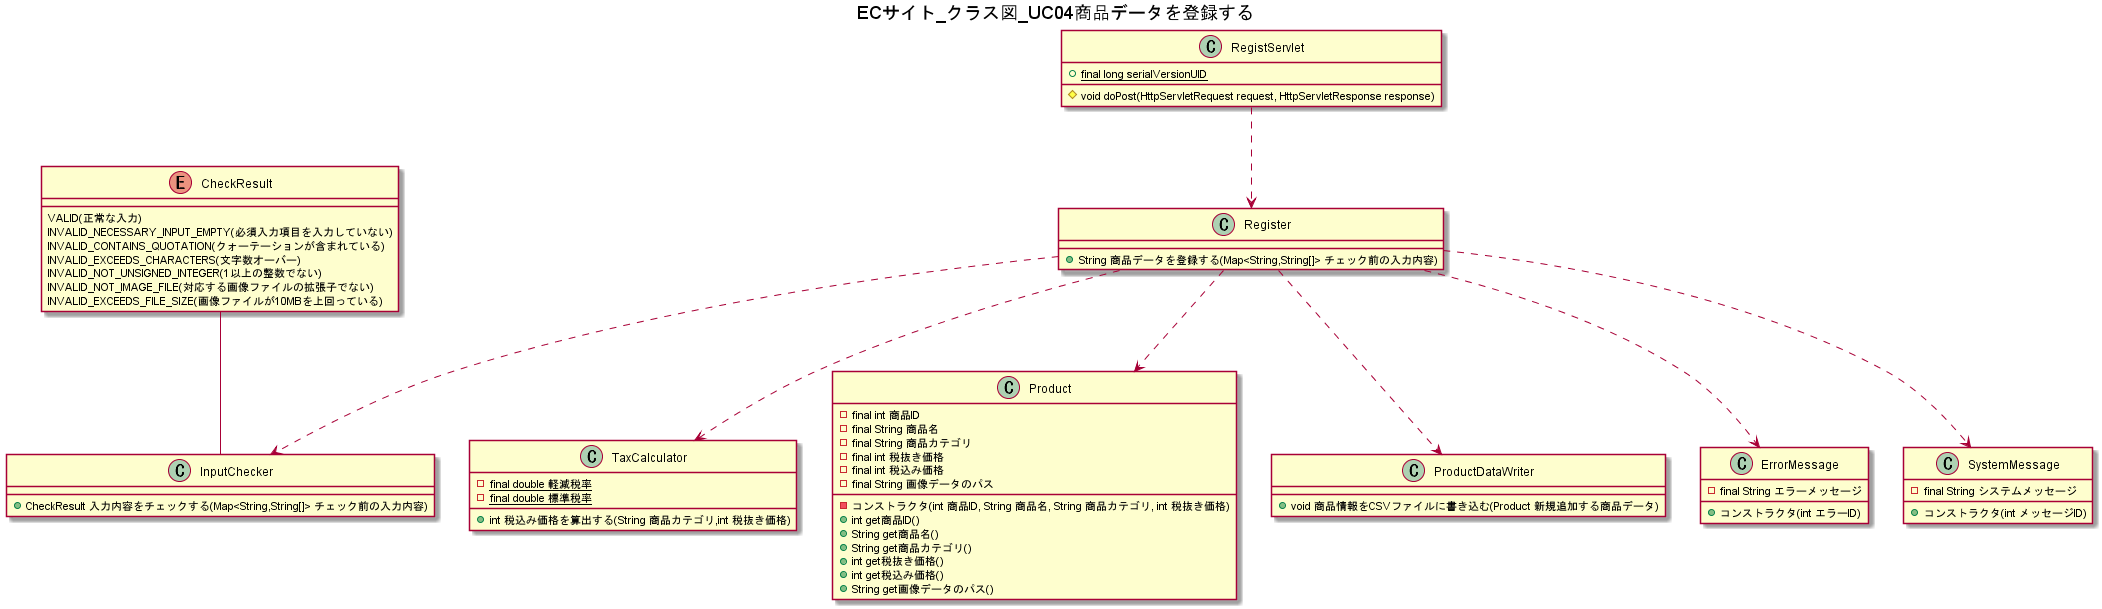 ECサイト_クラス図_UC04商品データを登録する
C RegistServlet
final long serialVersionUID
void doPost(HttpServletRequest request, HttpServletResponse response)
E CheckResult
VALID(正常な入力)
INVALID_NECESSARY_INPUT_EMPTY(必須入力項目を入力していない)
INVALID_CONTAINS_QUOTATION(クォーテーションが含まれている)
INVALID_EXCEEDS_CHARACTERS(文字数オーバー)
INVALID_NOT_UNSIGNED_INTEGER(1以上の整数でない)
INVALID_NOT_IMAGE_FILE(対応する画像ファイルの拡張子でない)
INVALID_EXCEEDS_FILE_SIZE(画像ファイルが10MBを上回っている)
C Register
String 商品データを登録する(Map<String,String[]> チェック前の入力内容)
C InputChecker
CheckResult 入力内容をチェックする(Map<String,String[]> チェック前の入力内容)
C TaxCalculator
final double 軽減税率
final double 標準税率
int 税込み価格を算出する(String 商品カテゴリ,int 税抜き価格)
C Product
final int 商品ID
final String 商品名
final String 商品カテゴリ
final int 税抜き価格
final int 税込み価格
final String 画像データのパス
コンストラクタ(int 商品ID, String 商品名, String 商品カテゴリ, int 税抜き価格)
int get商品ID()
String get商品名()
String get商品カテゴリ()
int get税抜き価格()
int get税込み価格()
String get画像データのパス()
C ProductDataWriter
void 商品情報をCSVファイルに書き込む(Product 新規追加する商品データ)
C ErrorMessage
final String エラーメッセージ
コンストラクタ(int エラーID)
C SystemMessage
final String システムメッセージ
コンストラクタ(int メッセージID)